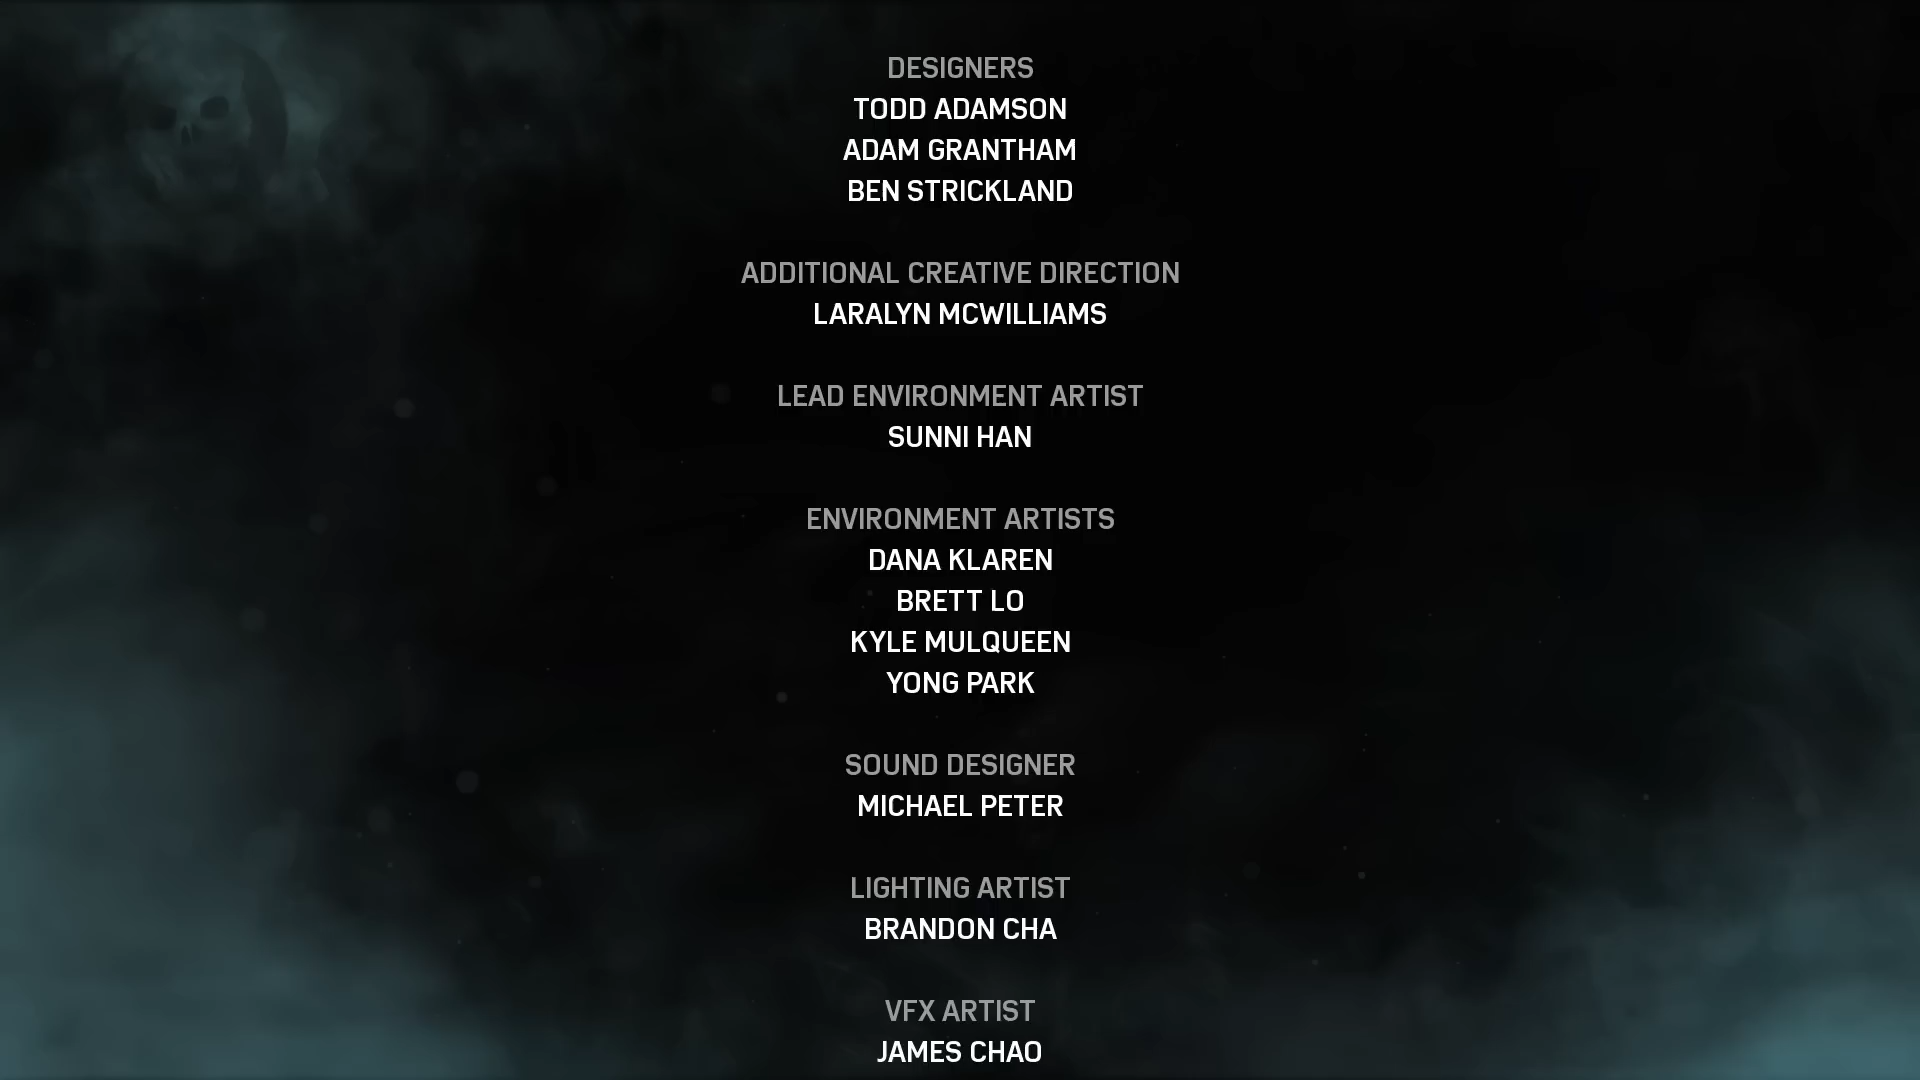 DESIGNERS
TODD ADAMSON
ADAM GRANTHAM
BEN STRICKLAND
ADDITIONAL CREATIVE DIRECTION
LARALYN MCWILLIAMS
LEAD ENVIRONMENT ARTIST
SUNNI HAN
ENVIRONMENT ARTISTS
DANA KLAREN
BRETT LO
KYLE MULQUEEN
YONG PARK
SOUND DESIGNER
MICHAEL PETER
LIGHTING ARTIST
BRANDON CHA
VFX ARTIST
JAMES CHAO